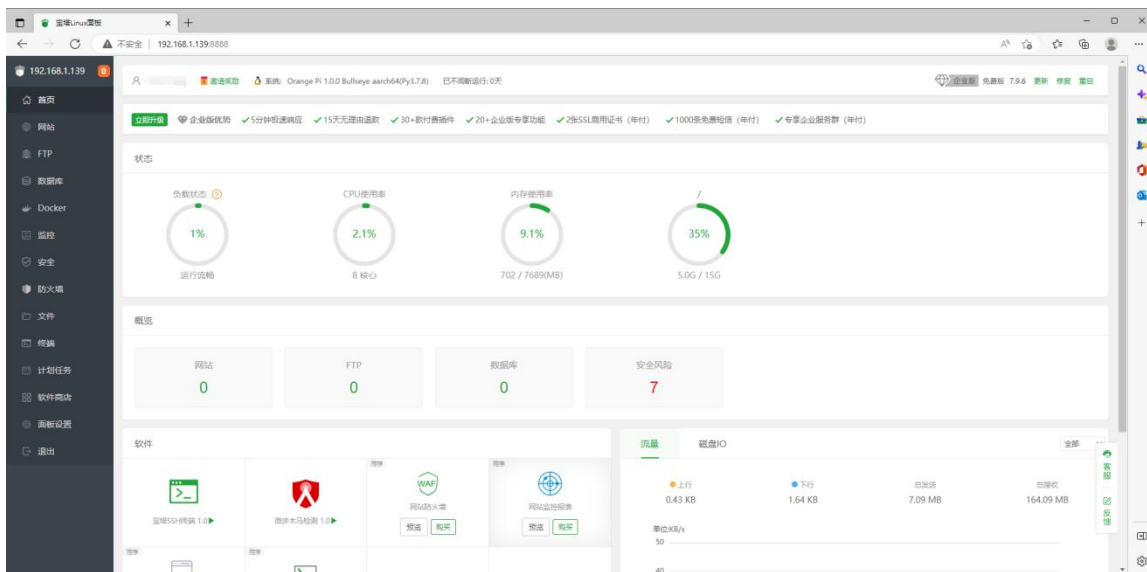 宝塔Linux面板
不安全 192.168.1.139:8888
192.168.1.139 0
首页
网站
FTP
数据库
Docker
监控
安全
防火墙
文件
终端
计划任务
软件商店
面板设置
退出
邀请奖励 系统: Orange Pi 1.0.0 Bullseye aarch64(Py3.7.8) 已不间断运行: 0天 企业版 免费版 7.9.6 更新 修复 重启
立即升级 企业版优势 5分钟极速响应 15天无理由退款 30+款付费插件 20+企业版专享功能 2张SSL商用证书 (年付) 1000条免费短信 (年付) 专享企业服务群 (年付)
状态
负载状态 CPU使用率 内存使用率 /
1% 2.1% 9.1% 35%
运行流畅 8 核心 702 / 7689(MB) 5.0G / 15G
概览
网站 FTP 数据库 安全风险
0 0 0 7
软件
推荐 推荐
WAF
宝塔SSH终端 1.0 微步木马检测 1.0 网站防火墙 网站监控报表
预览 购买 预览 购买
推荐 推荐
流量 磁盘IO 全部
上行 下行 总发送 总接收
0.43 KB 1.64 KB 7.09 MB 164.09 MB
单位:KB/s
50
40
客服
反馈